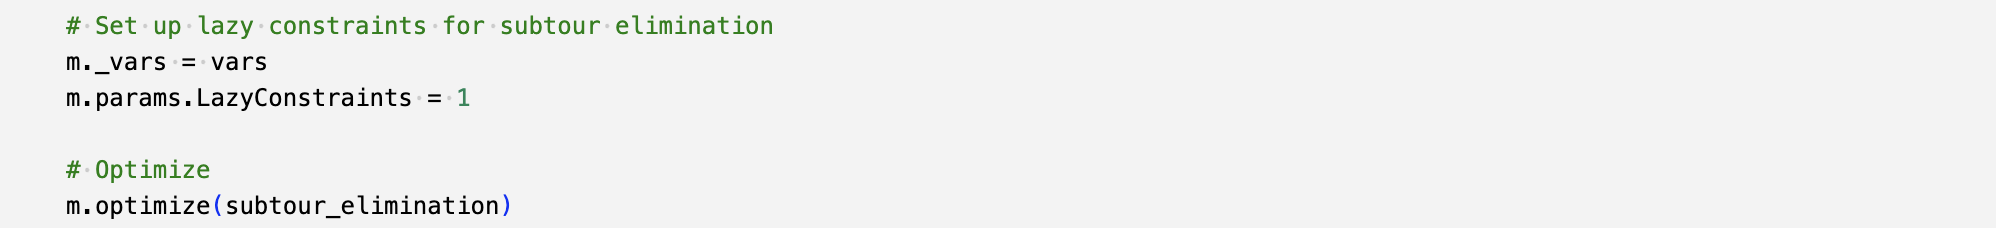 # Set up lazy constraints for subtour elimination
m._vars = vars
m.params.LazyConstraints = 1
# Optimize
m.optimize(subtour_elimination)